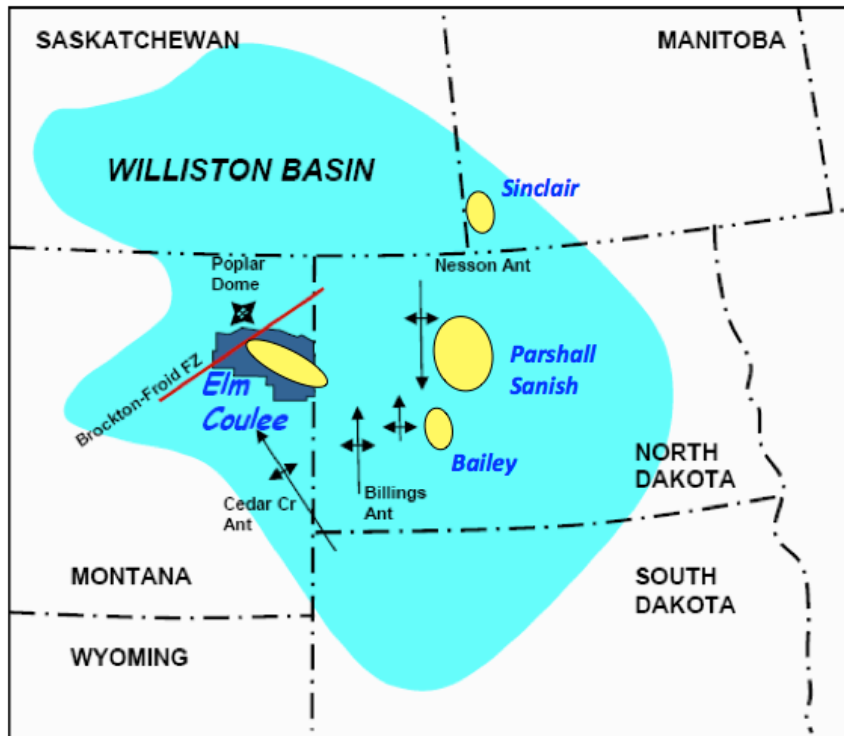 SASKATCHEWAN
MANITOBA
WILLISTON BASIN
Sinclair
Nesson Ant
Poplar
Dome
Brockton-Froid FZ
Parshall
Sanish
Elm
Coulee
Bailey
NORTH
DAKOTA
Cedar Cr
Ant
Billings
Ant
MONTANA
SOUTH
DAKOTA
WYOMING